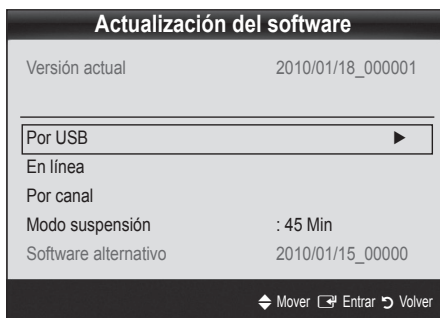 Actualización del software
Versión actual 2010/01/18_000001
Por USB ►
En línea
Por canal
Modo suspensión : 45 Min
Software alternativo 2010/01/15_00000
Mover Entrar Volver